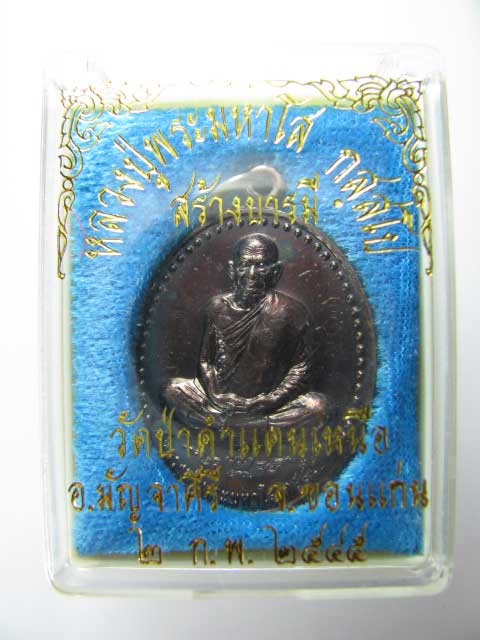 หลวงปู่พระมหาโส กสฺสโป
สร้างบารมี
วัดป่าคำแคนเหนือ
อ.มัญจาคีรี จ.ขอนแก่น
๒ ก.พ. ๒๕๔๕